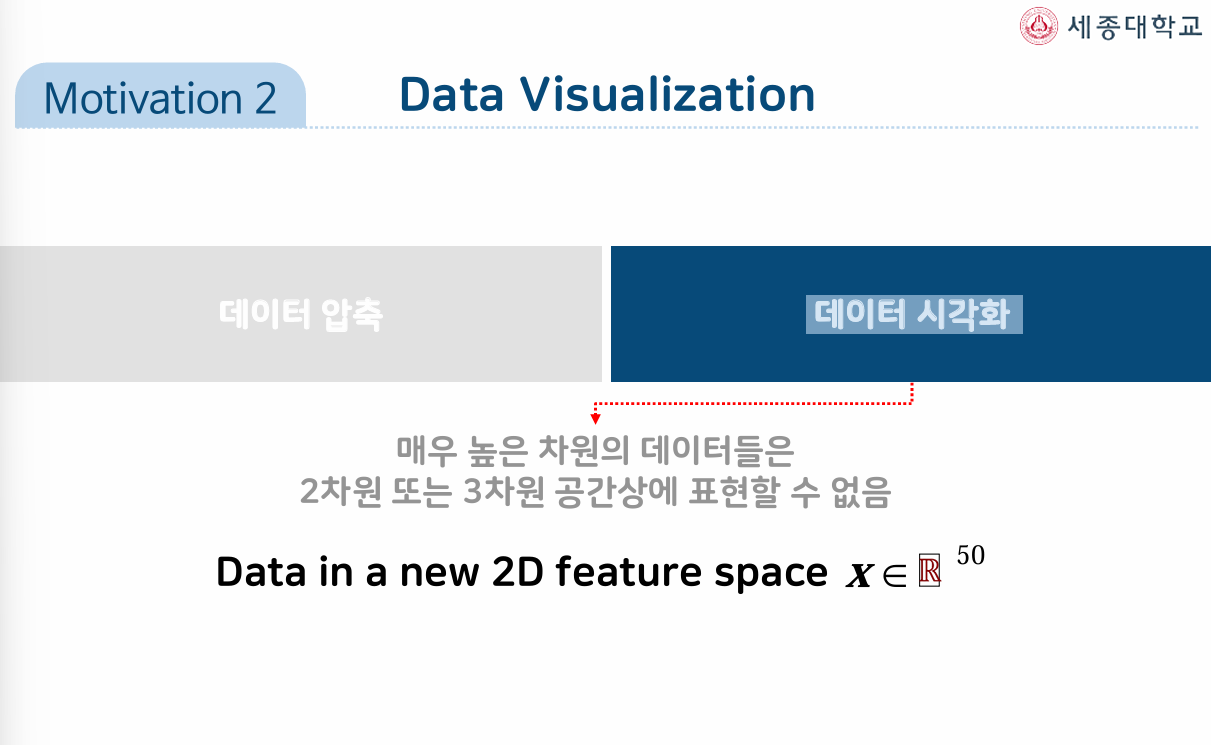 세종대학교
Motivation 2
Data Visualization
데이터 압축
데이터 시각화
매우 높은 차원의 데이터들은
2차원 또는 3차원 공간상에 표현할 수 없음
Data in a new 2D feature space x ∈ ℝ ⁵⁰